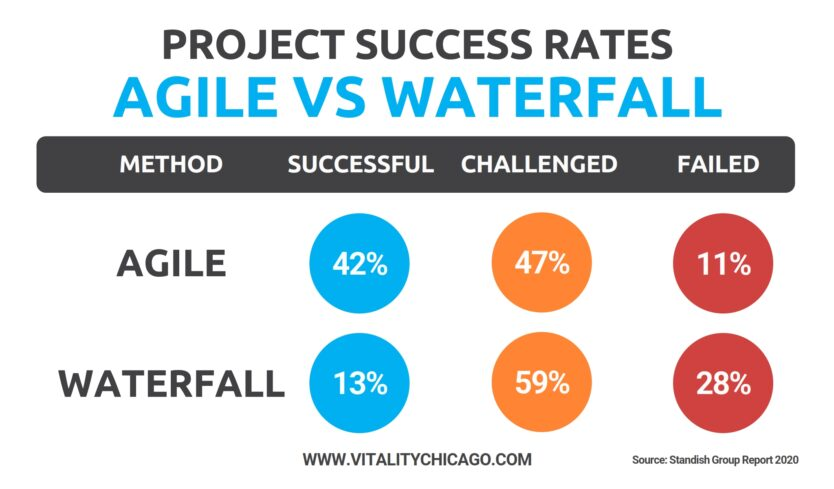 PROJECT SUCCESS RATES
AGILE VS WATERFALL
METHOD SUCCESSFUL CHALLENGED FAILED
AGILE 42% 47% 11%
WATERFALL 13% 59% 28%
WWW.VITALITYCHICAGO.COM Source: Standish Group Report 2020